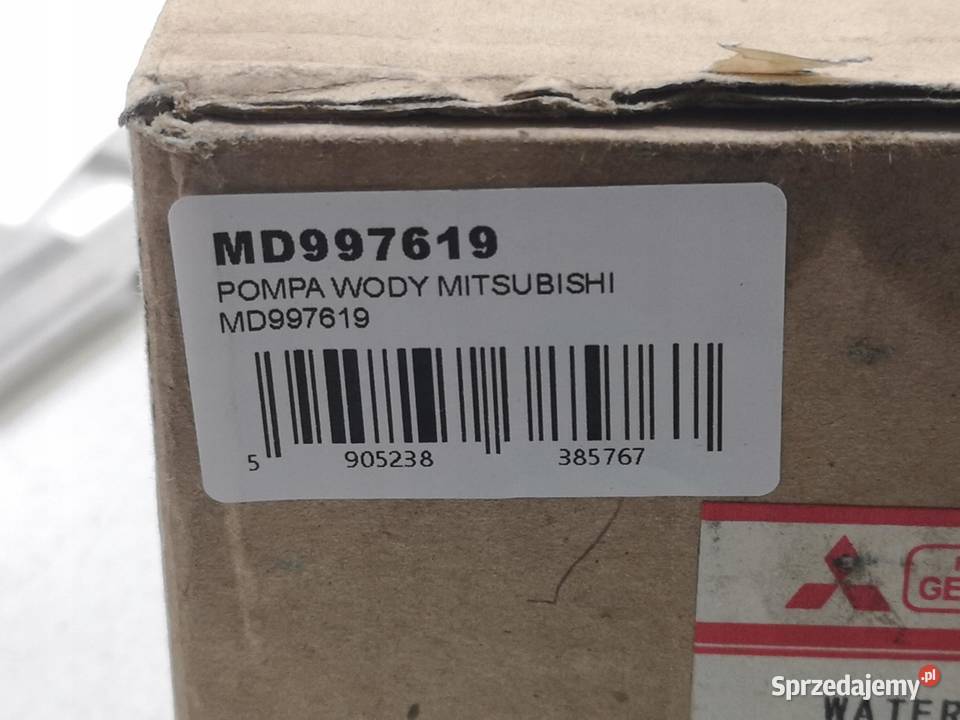 MD997619
POMPA WODY MITSUBISHI
MD997619
5 905238 385767
WATER
Sprzedajemy.pl